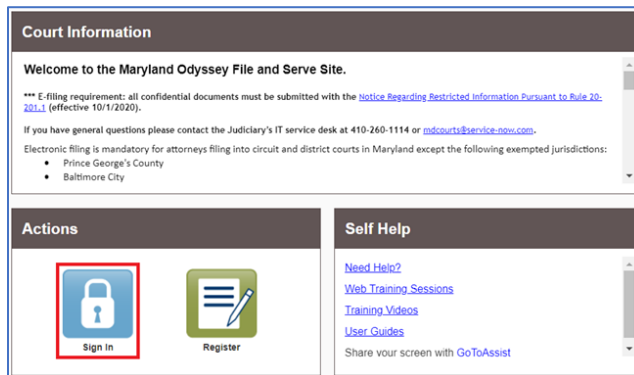 Court Information
Welcome to the Maryland Odyssey File and Serve Site.
*** E-filing requirement: all confidential documents must be submitted with the Notice Regarding Restricted Information Pursuant to Rule 20-
201.1 (effective 10/1/2020).
If you have general questions please contact the Judiciary's IT service desk at 410-260-1114 or mdcourts@service-now.com.
Electronic filing is mandatory for attorneys filing into circuit and district courts in Maryland except the following exempted jurisdictions:
• Prince George's County
• Baltimore City
Actions
Sign In
Register
Self Help
Need Help?
Web Training Sessions
Training Videos
User Guides
Share your screen with GoToAssist